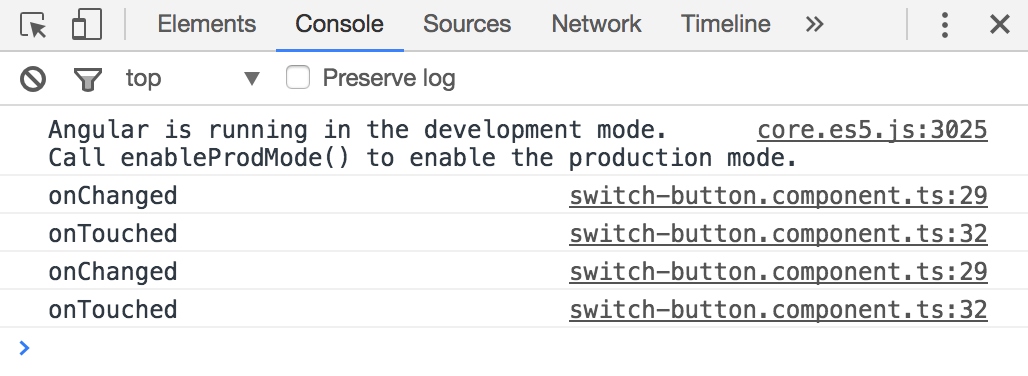 Elements Console Sources Network Timeline »
top ▼ Preserve log
Angular is running in the development mode. core.es5.js:3025
Call enableProdMode() to enable the production mode.
onChanged switch-button.component.ts:29
onTouched switch-button.component.ts:32
onChanged switch-button.component.ts:29
onTouched switch-button.component.ts:32